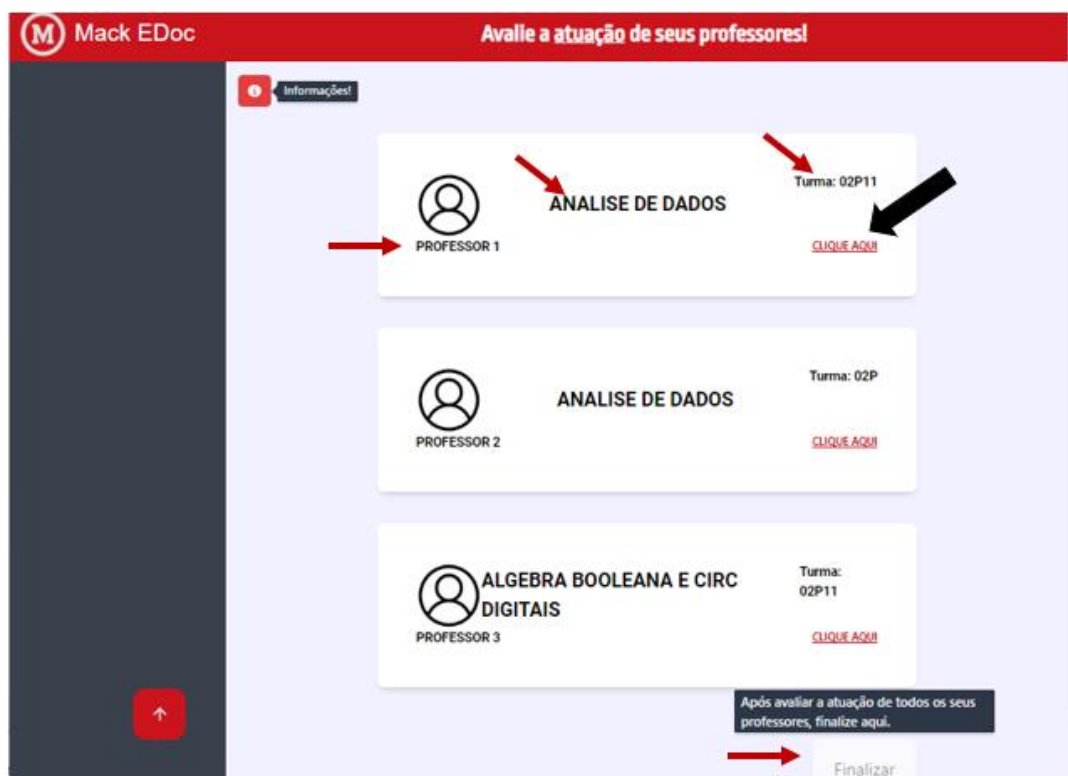 M Mack EDoc
Avalie a atuação de seus professores!
Informações!
Turma: 02P11
ANALISE DE DADOS
PROFESSOR 1
CLIQUE AQUI
Turma: 02P
ANALISE DE DADOS
PROFESSOR 2
CLIQUE AQUI
ALGEBRA BOOLEANA E CIRC
DIGITAIS
Turma:
02P11
PROFESSOR 3
CLIQUE AQUI
Após avaliar a atuação de todos os seus
professores, finalize aqui.
Finalizar